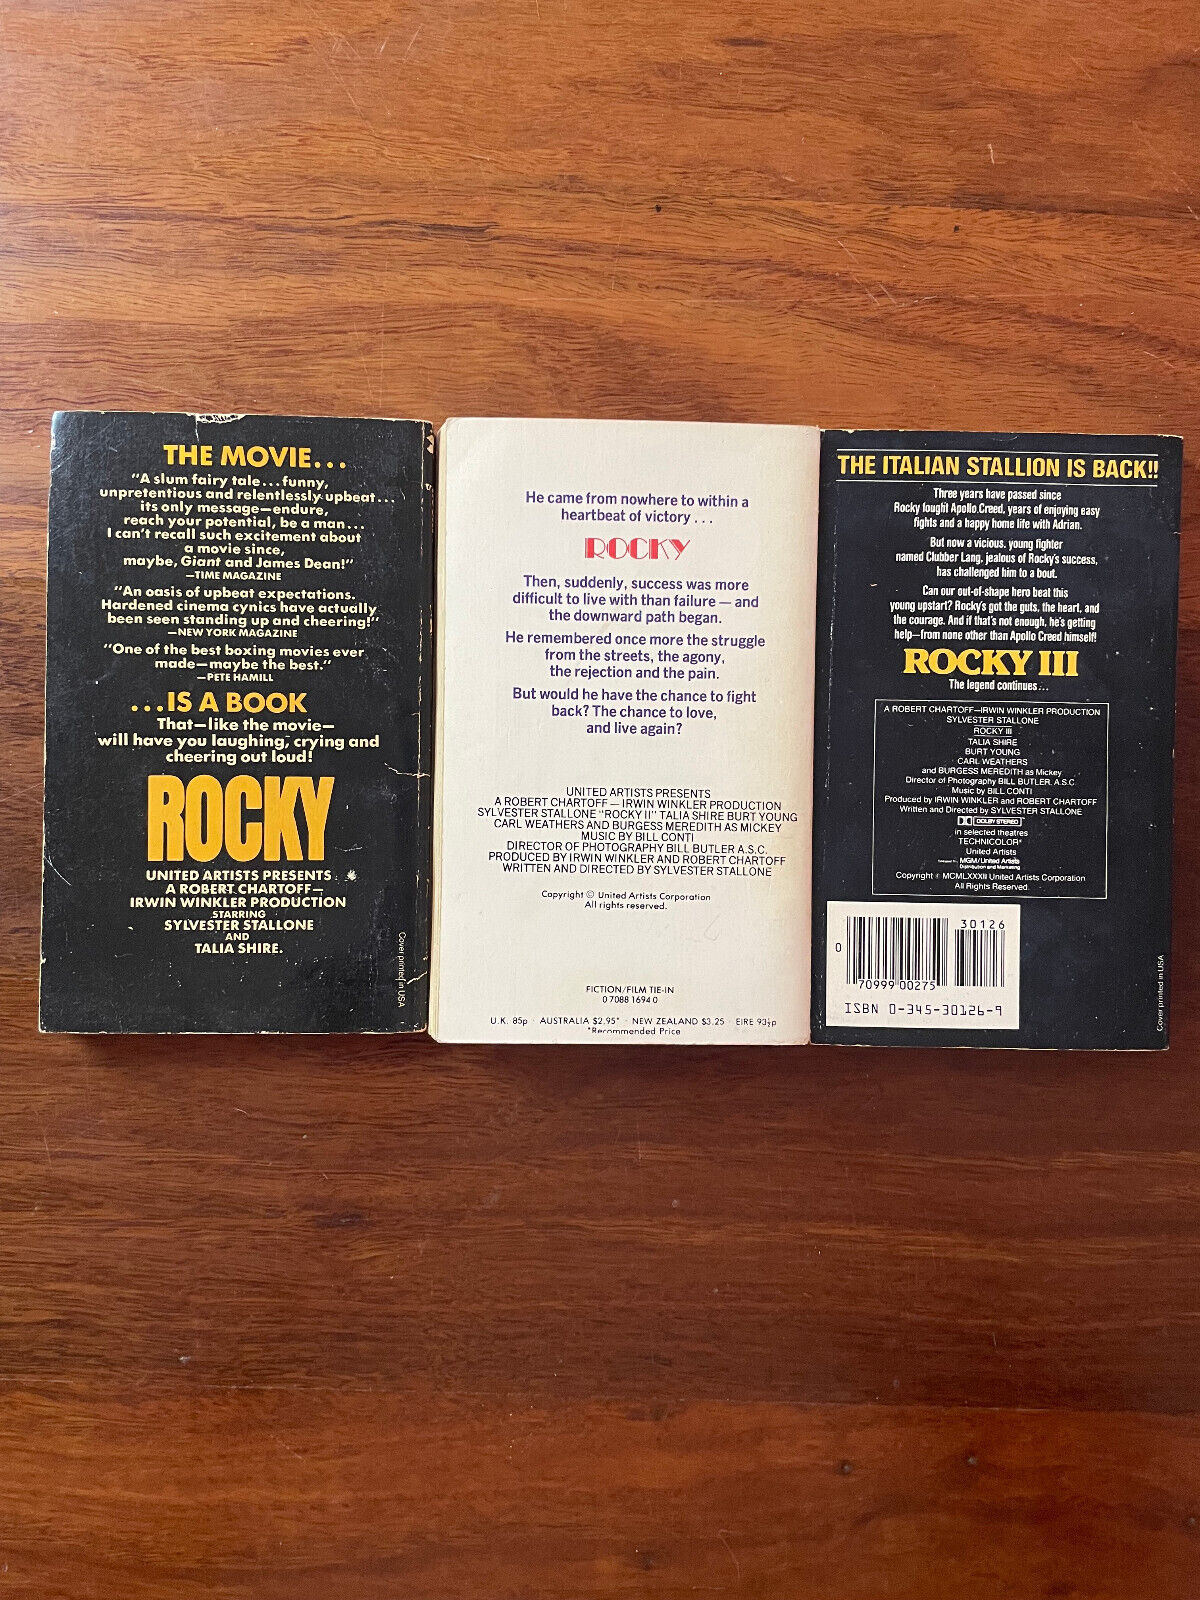 THE MOVIE...
"A slum fairy tale...funny,
unpretentious and relentlessly upbeat...
its only message—endure,
reach your potential, be a man...
I can't recall such excitement about
a movie since,
maybe, Giant and James Dean!"
—TIME MAGAZINE
"An oasis of upbeat expectations.
Hardened cinema cynics have actually
been seen standing up and cheering!"
—NEW YORK MAGAZINE
"One of the best boxing movies ever
made—maybe the best."
—PETE HAMILL
...IS A BOOK
That—like the movie—
will have you laughing, crying and
cheering out loud!
ROCKY
UNITED ARTISTS PRESENTS
A ROBERT CHARTOFF—
IRWIN WINKLER PRODUCTION
STARRING
SYLVESTER STALLONE
AND
TALIA SHIRE.
Cover printed in USA
He came from nowhere to within a
heartbeat of victory . . .
ROCKY
Then, suddenly, success was more
difficult to live with than failure — and
the downward path began.
He remembered once more the struggle
from the streets, the agony,
the rejection and the pain.
But would he have the chance to fight
back? The chance to love,
and live again?
UNITED ARTISTS PRESENTS
A ROBERT CHARTOFF — IRWIN WINKLER PRODUCTION
SYLVESTER STALLONE "ROCKY II" TALIA SHIRE BURT YOUNG
CARL WEATHERS AND BURGESS MEREDITH AS MICKEY
MUSIC BY BILL CONTI
DIRECTOR OF PHOTOGRAPHY BILL BUTLER A.S.C.
PRODUCED BY IRWIN WINKLER AND ROBERT CHARTOFF
WRITTEN AND DIRECTED BY SYLVESTER STALLONE
Copyright © United Artists Corporation
All rights reserved.
FICTION/FILM TIE-IN
0 7088 1694 0
U.K. 85p · AUSTRALIA $2.95* · NEW ZEALAND $3.25 · EIRE 93½p
*Recommended Price
THE ITALIAN STALLION IS BACK!!
Three years have passed since
Rocky fought Apollo Creed, years of enjoying easy
fights and a happy home life with Adrian.
But now a vicious, young fighter
named Clubber Lang, jealous of Rocky's success,
has challenged him to a bout.
Can our out-of-shape hero beat this
young upstart? Rocky's got the guts, the heart, and
the courage. And if that's not enough, he's getting
help—from none other than Apollo Creed himself!
ROCKY III
The legend continues...
A ROBERT CHARTOFF—IRWIN WINKLER PRODUCTION
SYLVESTER STALLONE
ROCKY III
TALIA SHIRE
BURT YOUNG
CARL WEATHERS
and BURGESS MEREDITH as Mickey
Director of Photography BILL BUTLER, A.S.C.
Music by BILL CONTI
Produced by IRWIN WINKLER and ROBERT CHARTOFF
Written and Directed by SYLVESTER STALLONE
DOLBY STEREO
in selected theatres
TECHNICOLOR®
United Artists
MGM/United Artists
Distribution and Marketing
Copyright © MCMLXXXII United Artists Corporation
All Rights Reserved.
30126
0
70999 00275
ISBN 0-345-30126-9
Cover printed in USA